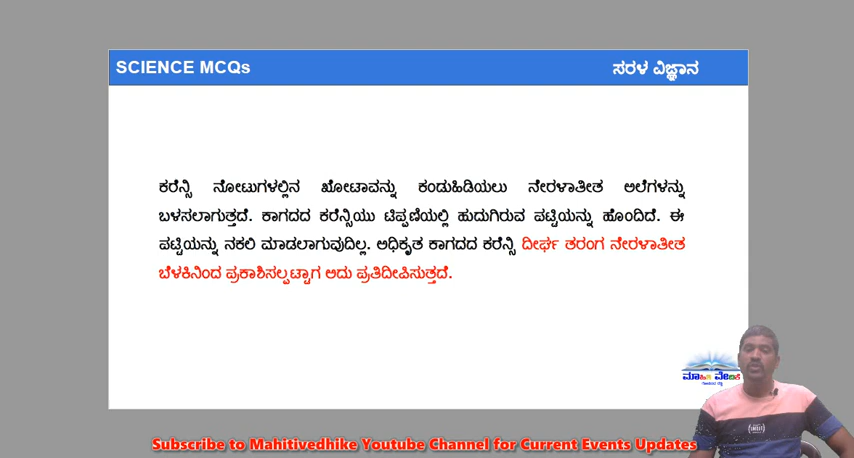 SCIENCE MCQs
ಸರಳ ವಿಜ್ಞಾನ
ಕರೆನ್ಸಿ ನೋಟುಗಳಲ್ಲಿನ ಖೋಟಾವನ್ನು ಕಂಡುಹಿಡಿಯಲು ನೇರಳಾತೀತ ಅಲೆಗಳನ್ನು
ಬಳಸಲಾಗುತ್ತದೆ. ಕಾಗದದ ಕರೆನ್ಸಿಯು ಟಿಪ್ಪಣಿಯಲ್ಲಿ ಹುದುಗಿರುವ ಪಟ್ಟಿಯನ್ನು ಹೊಂದಿದೆ. ಈ
ಪಟ್ಟಿಯನ್ನು ನಕಲಿ ಮಾಡಲಾಗುವುದಿಲ್ಲ. ಅಧಿಕೃತ ಕಾಗದದ ಕರೆನ್ಸಿ ದೀರ್ಘ ತರಂಗ ನೇರಳಾತೀತ
ಬೆಳಕಿನಿಂದ ಪ್ರಕಾಶಿಸಲ್ಪಟ್ಟಾಗ ಅದು ಪ್ರತಿದೀಪಿಸುತ್ತದೆ.
ಮಾಹಿತಿ ವೇದಿಕೆ
Subscribe to Mahitivedhike Youtube Channel for Current Events Updates